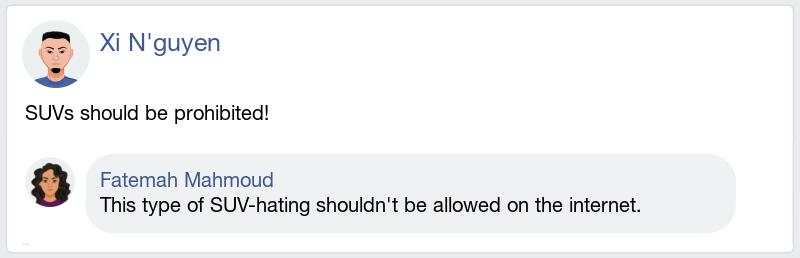 Xi N'guyen
SUVs should be prohibited!
Fatemah Mahmoud
This type of SUV-hating shouldn't be allowed on the internet.